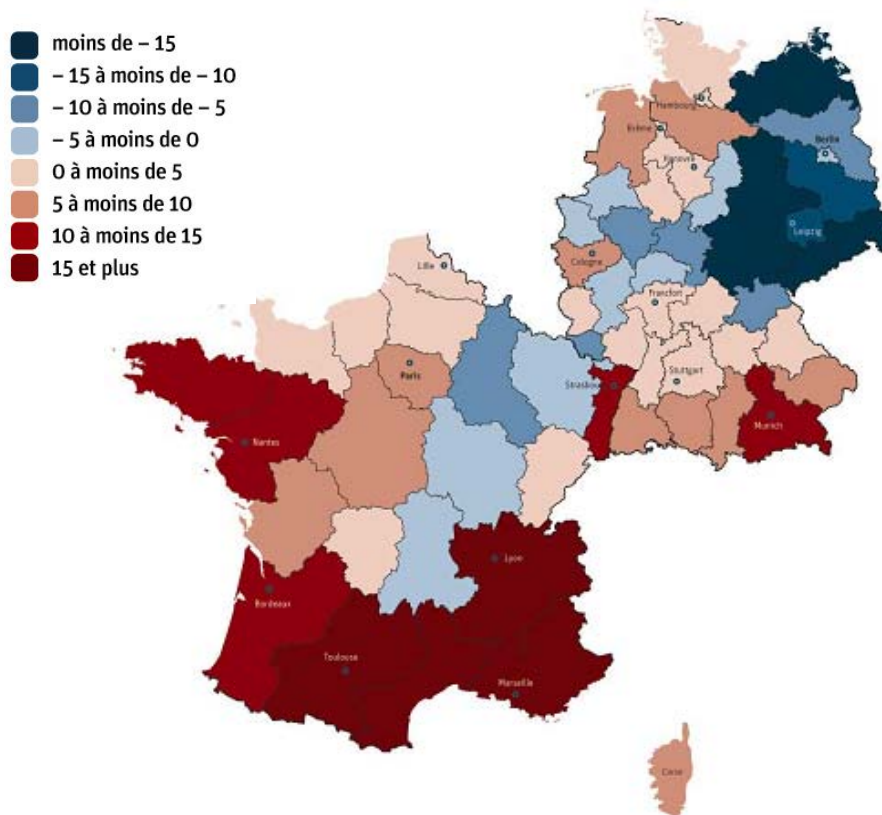 moins de – 15
– 15 à moins de – 10
– 10 à moins de – 5
– 5 à moins de 0
0 à moins de 5
5 à moins de 10
10 à moins de 15
15 et plus
Hambourg
Brême
Berlin
Hanovre
Leipzig
Cologne
Lille
Francfort
Paris
Stuttgart
Strasbou
Munich
Nantes
Lyon
Bordeaux
Toulouse
Marseille
Corse